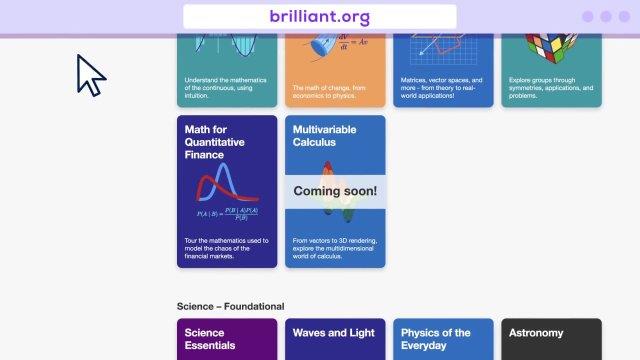 brilliant.org
Understand the mathematics
of the continuous, using
intuition.
dV
dt
= Av
The math of change, from
economics to physics.
Matrices, vector spaces, and
more - from theory to real-
world applications!
Explore groups through
symmetries, applications, and
problems.
Math for
Quantitative
Finance
P(A | B) = P(B | A)P(A)
P(B)
Tour the mathematics used to
model the chaos of the
financial markets.
Multivariable
Calculus
Coming soon!
From vectors to 3D rendering,
explore the multidimensional
world of calculus.
Science – Foundational
Science
Essentials
Waves and Light
Physics of the
Everyday
Astronomy